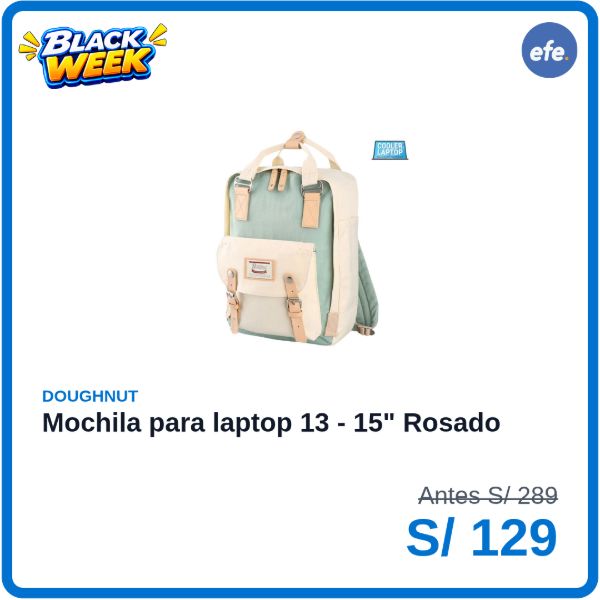 BLACK
WEEK
efe.
COOLER
LAPTOP
DOUGHNUT
Mochila para laptop 13 - 15" Rosado
Antes S/ 289
S/ 129